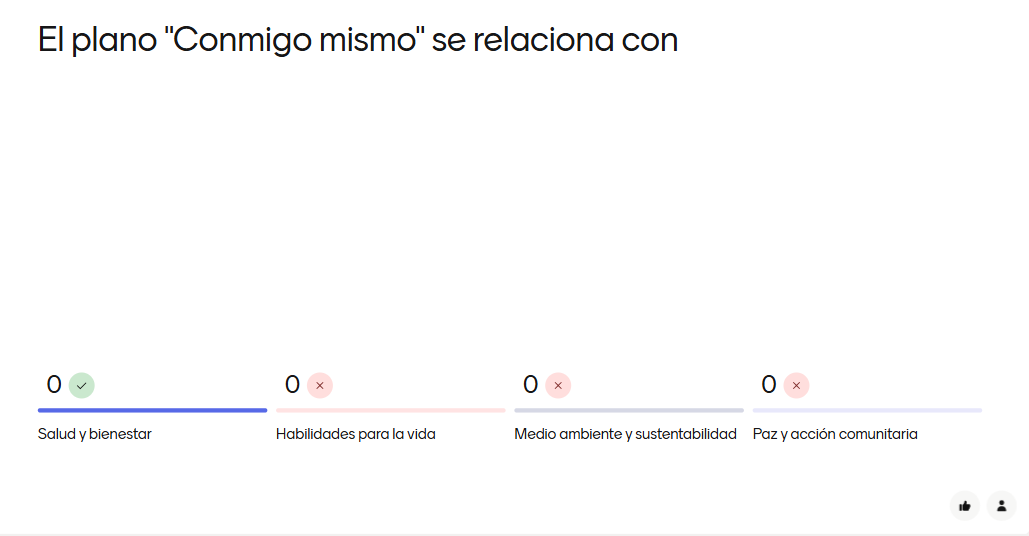 El plano "Conmigo mismo" se relaciona con
0 0 0 0
Salud y bienestar Habilidades para la vida Medio ambiente y sustentabilidad Paz y acción comunitaria